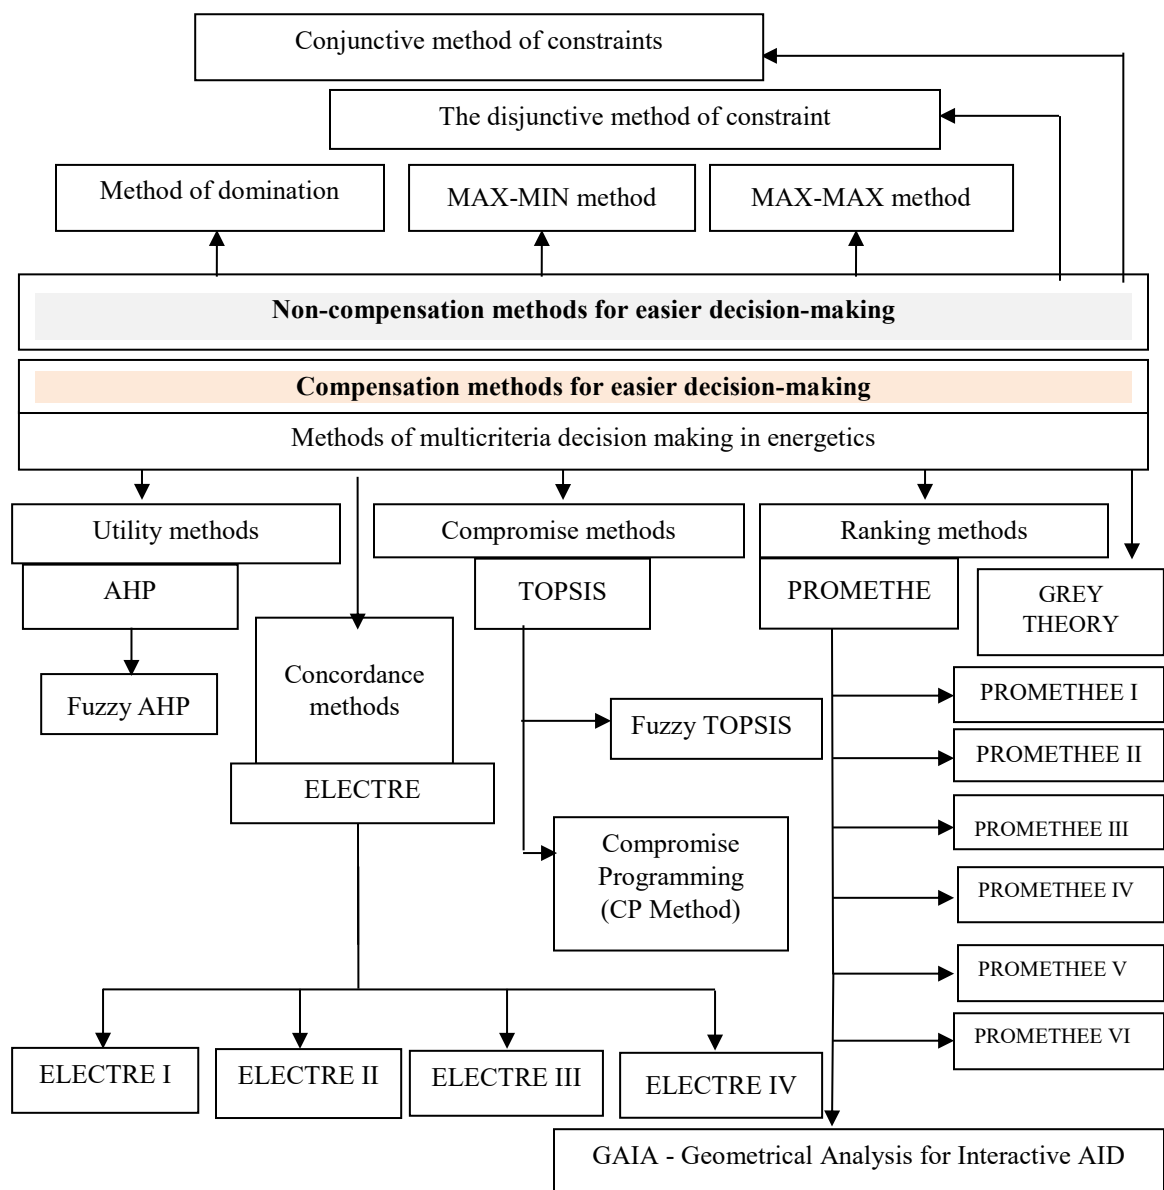 Conjunctive method of constraints
The disjunctive method of constraint
Method of domination
MAX-MIN method
MAX-MAX method
Non-compensation methods for easier decision-making
Compensation methods for easier decision-making
Methods of multicriteria decision making in energetics
Utility methods
Compromise methods
Ranking methods
AHP
TOPSIS
PROMETHE
GREY
THEORY
Fuzzy AHP
Concordance
methods
ELECTRE
Fuzzy TOPSIS
Compromise
Programming
(CP Method)
PROMETHEE I
PROMETHEE II
PROMETHEE III
PROMETHEE IV
PROMETHEE V
PROMETHEE VI
ELECTRE I
ELECTRE II
ELECTRE III
ELECTRE IV
GAIA - Geometrical Analysis for Interactive AID